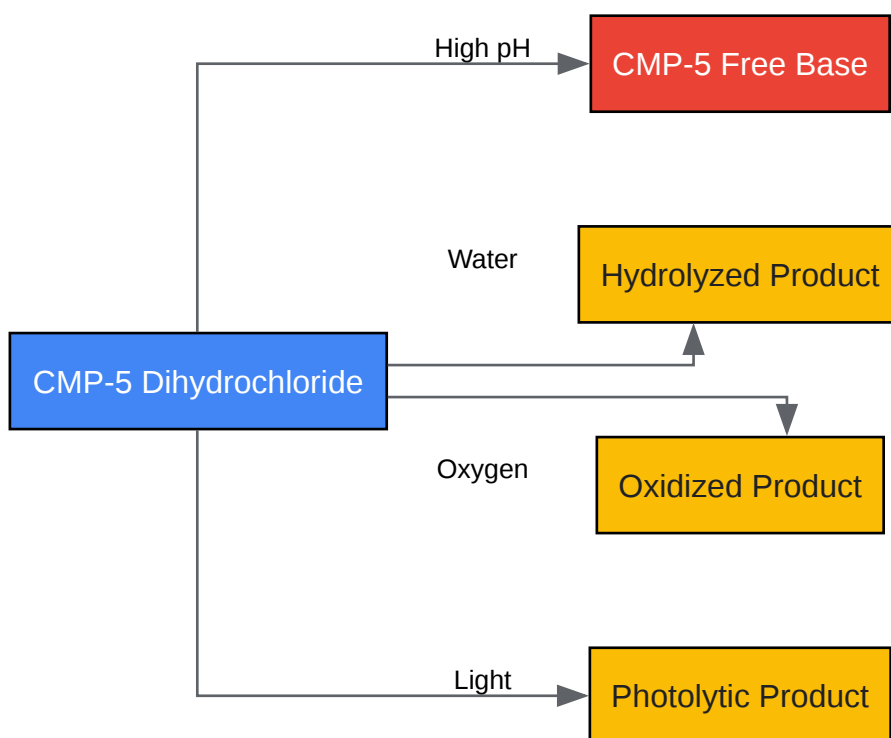 High pH
CMP-5 Free Base
Water
Hydrolyzed Product
CMP-5 Dihydrochloride
Oxygen
Oxidized Product
Light
Photolytic Product